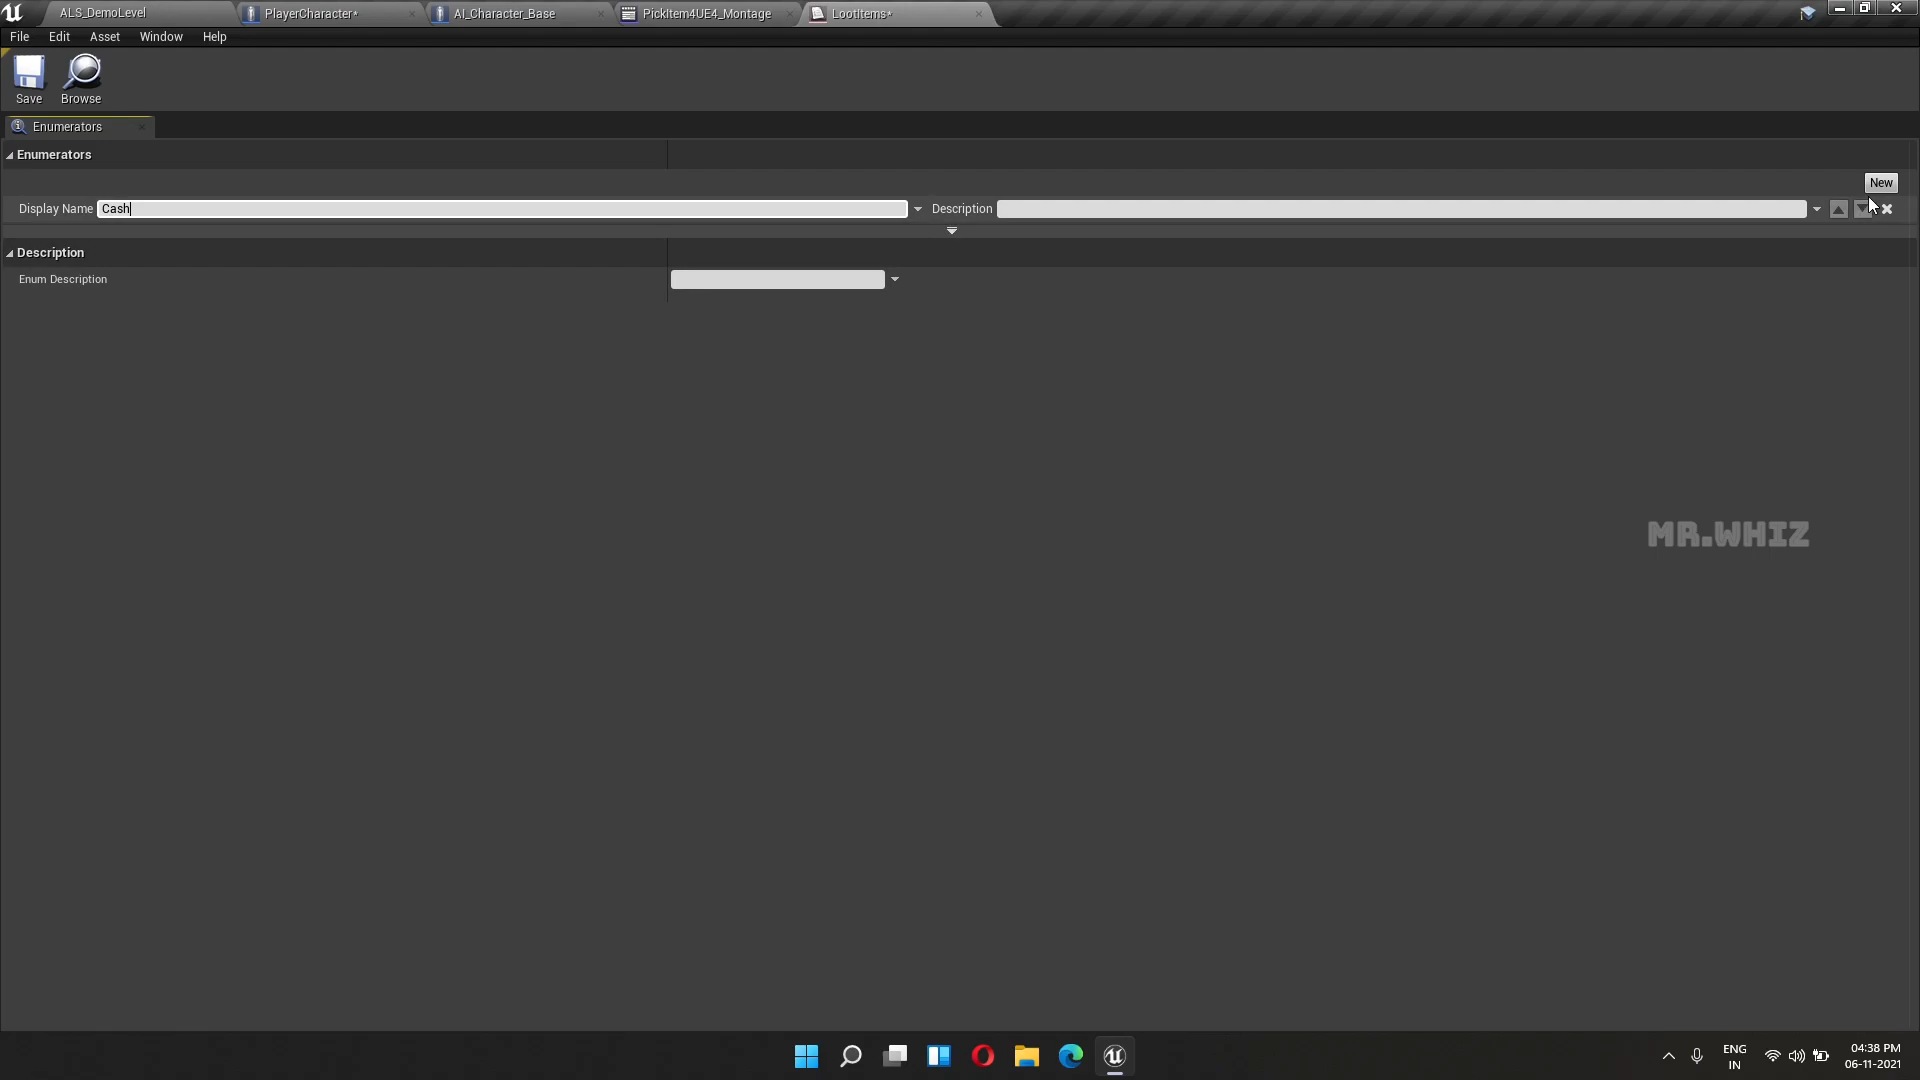 ALS_DemoLevel
PlayerCharacter*
AI_Character_Base
PickItem4UE4_Montage
LootItems*
File Edit Asset Window Help
Save Browse
Enumerators
Enumerators
New
Display Name Cash Description
Description
Enum Description
MR.WHIZ
ENG
IN
04:38 PM
06-11-2021